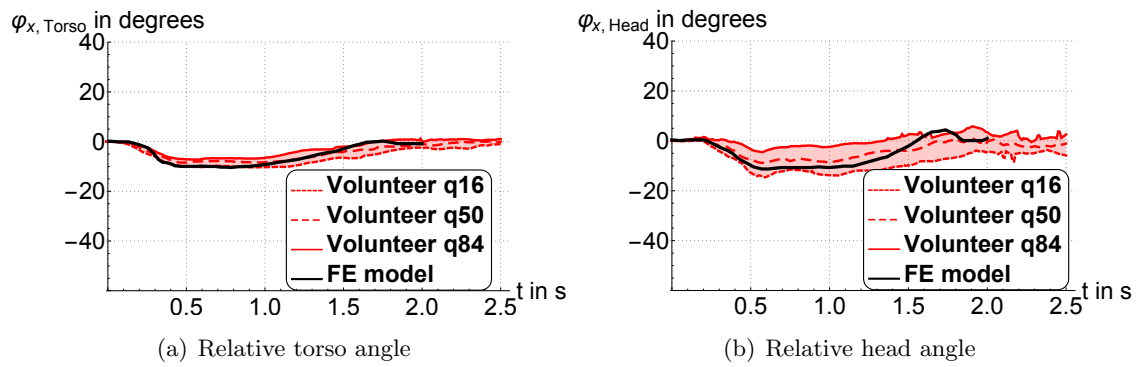 φx, Torso in degrees
40
20
0
−20
−40
0.5 1.0 1.5 2.0 2.5
t in s
Volunteer q16
Volunteer q50
Volunteer q84
FE model
(a) Relative torso angle
φx, Head in degrees
40
20
0
−20
−40
0.5 1.0 1.5 2.0 2.5
t in s
Volunteer q16
Volunteer q50
Volunteer q84
FE model
(b) Relative head angle